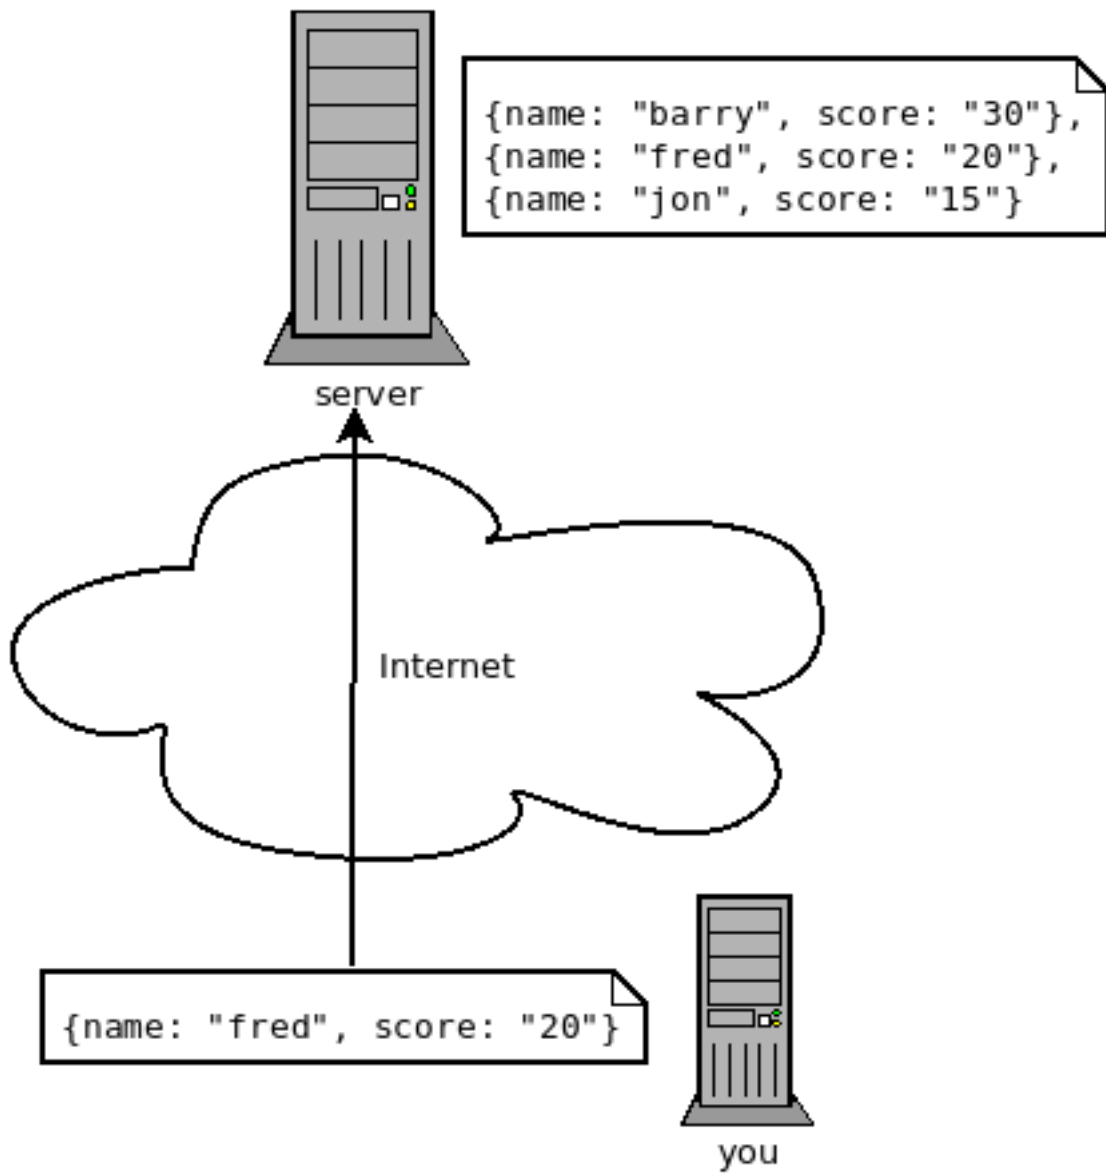 {name: "barry", score: "30"},
{name: "fred", score: "20"},
{name: "jon", score: "15"}
server
Internet
{name: "fred", score: "20"}
you